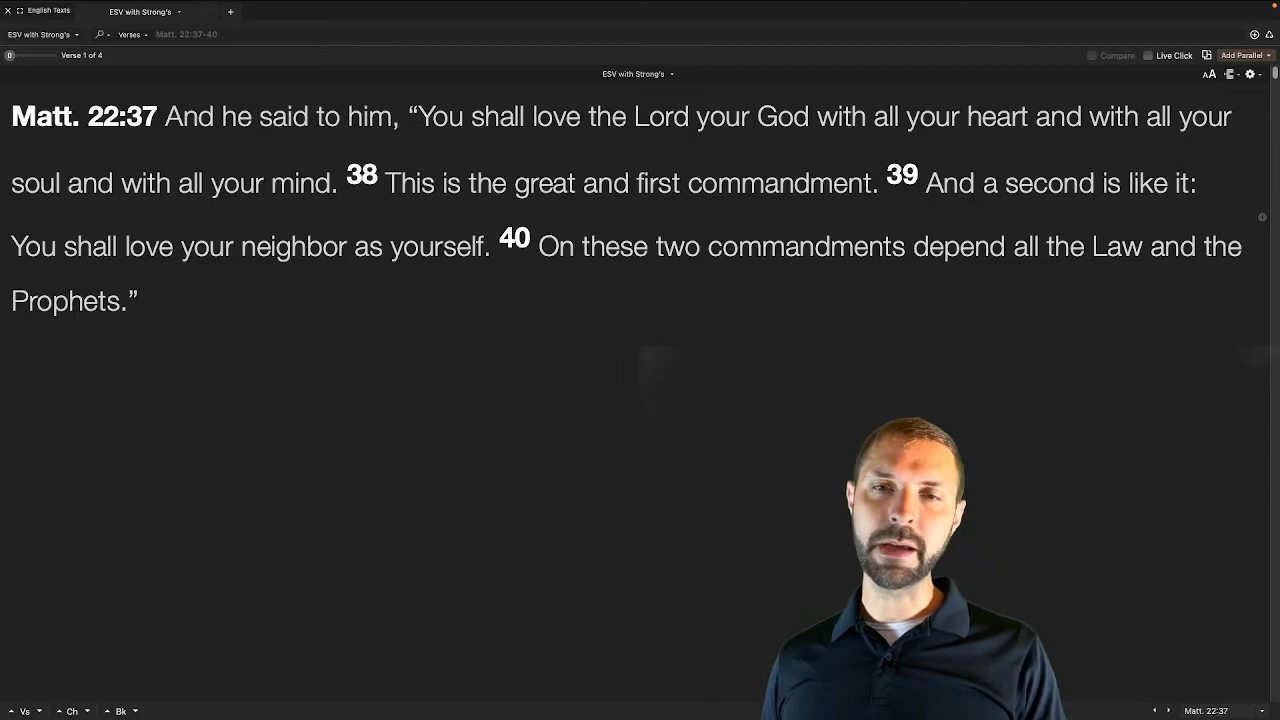 English Texts
ESV with Strong's
ESV with Strong's Verses Matt. 22:37-40
0 Verse 1 of 4 Compare Live Click Add Parallel
ESV with Strong's AA
Matt. 22:37 And he said to him, “You shall love the Lord your God with all your heart and with all your
soul and with all your mind. 38 This is the great and first commandment. 39 And a second is like it:
You shall love your neighbor as yourself. 40 On these two commandments depend all the Law and the
Prophets.”
Vs Ch Bk Matt. 22:37